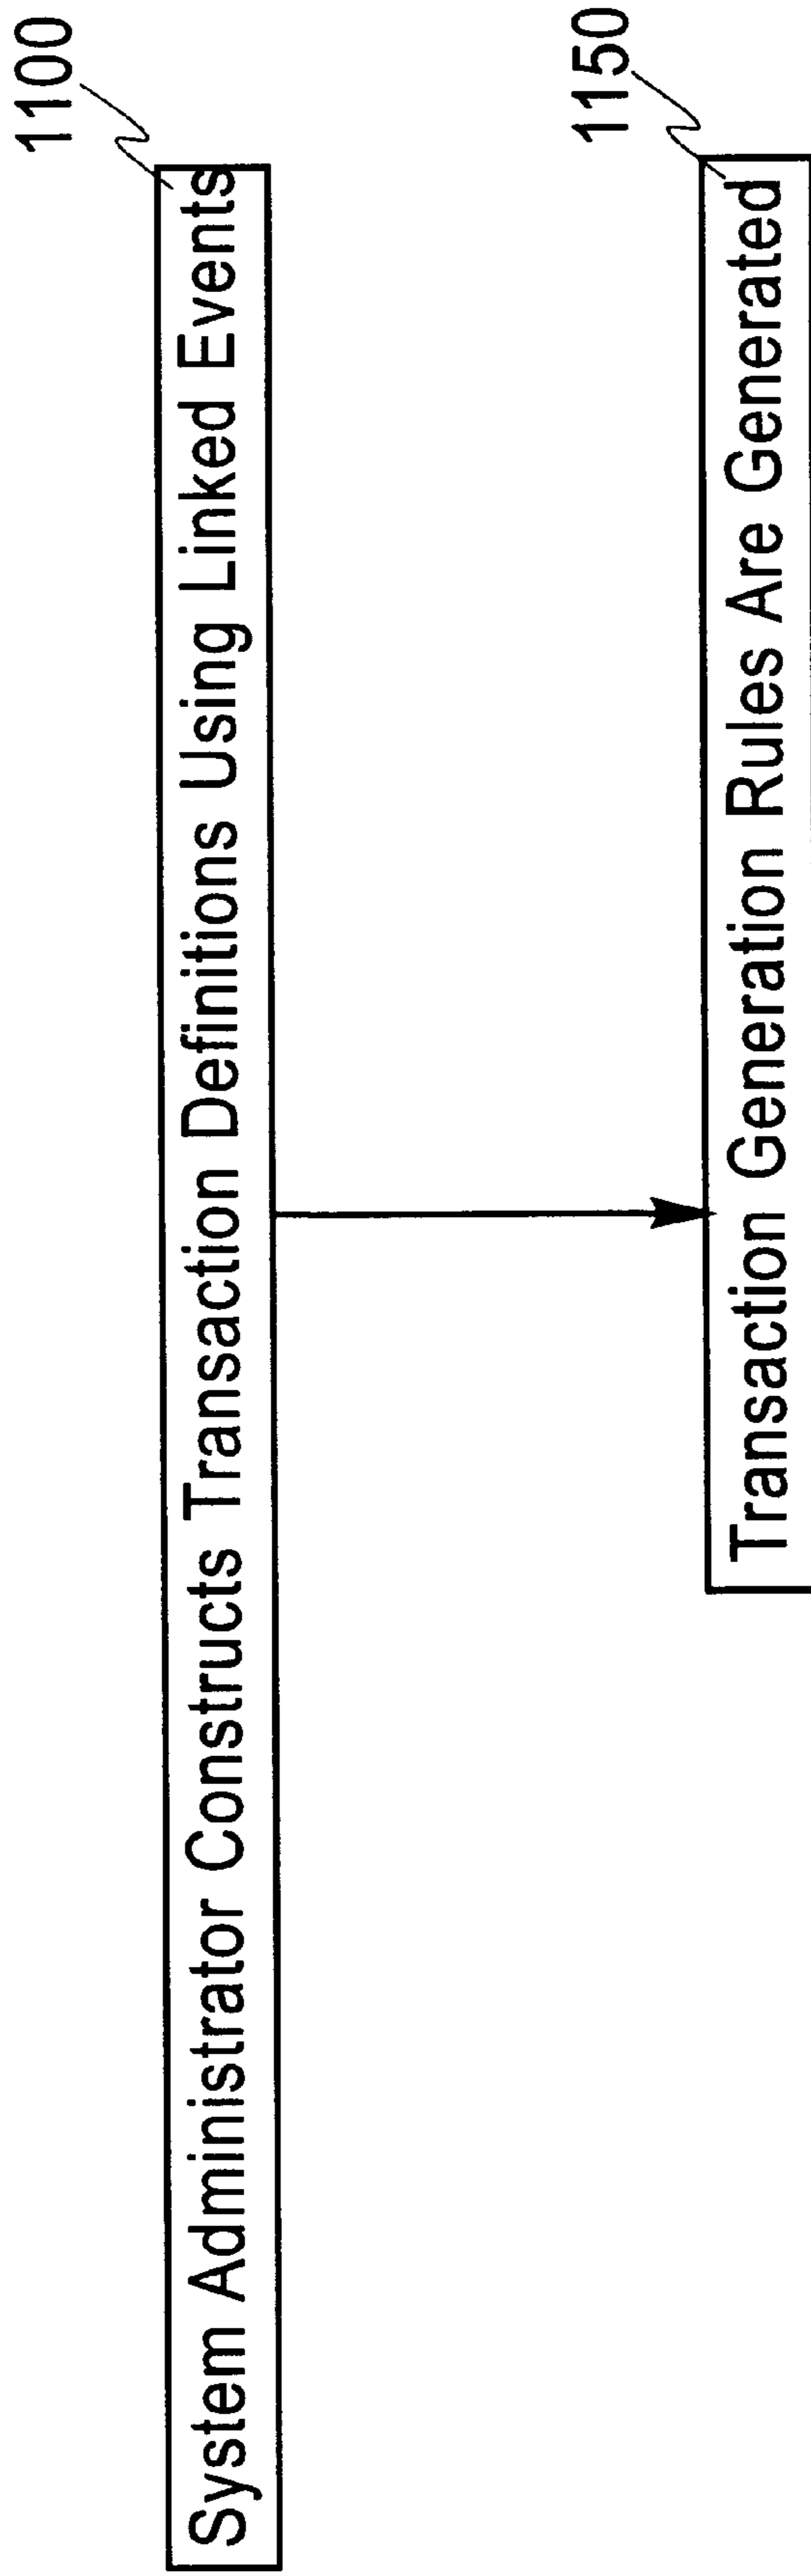 1100
System Administrator Constructs Transaction Definitions Using Linked Events
1150
Transaction Generation Rules Are Generated